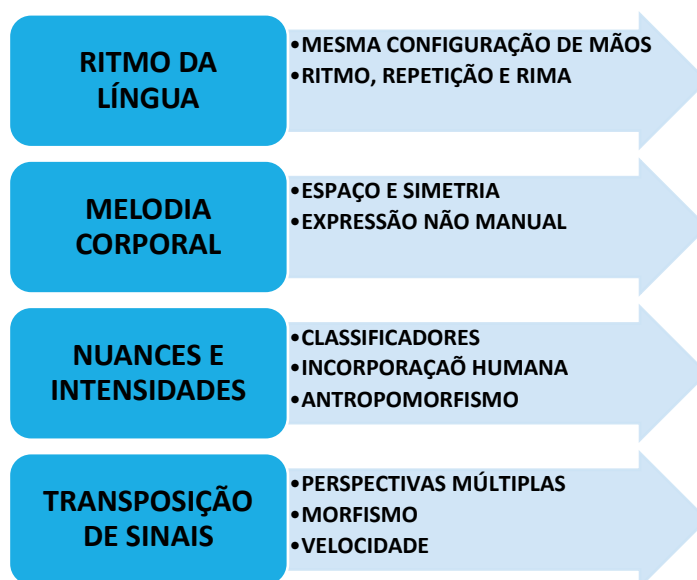 RITMO DA
LÍNGUA
•MESMA CONFIGURAÇÃO DE MÃOS
•RITMO, REPETIÇÃO E RIMA
MELODIA
CORPORAL
•ESPAÇO E SIMETRIA
•EXPRESSÃO NÃO MANUAL
NUANCES E
INTENSIDADES
•CLASSIFICADORES
•INCORPORAÇAÕ HUMANA
•ANTROPOMORFISMO
TRANSPOSIÇÃO
DE SINAIS
•PERSPECTIVAS MÚLTIPLAS
•MORFISMO
•VELOCIDADE